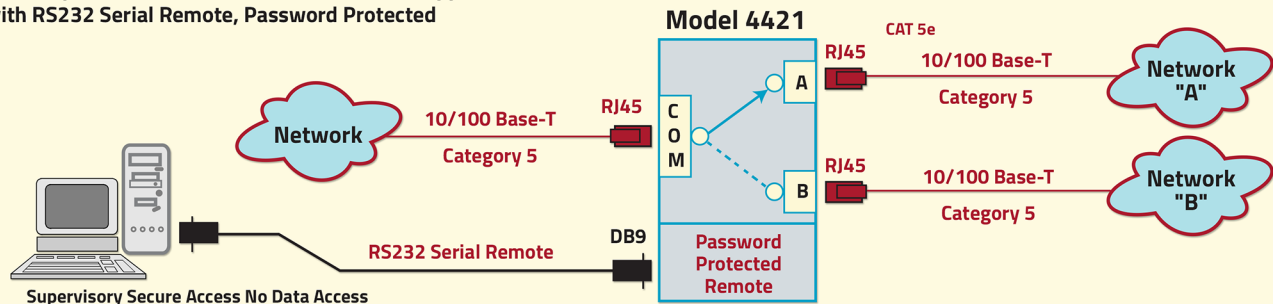 with RS232 Serial Remote, Password Protected
Model 4421
CAT 5e
RJ45
10/100 Base-T
Category 5
Network
"A"
A
Network
10/100 Base-T
Category 5
RJ45
C
O
M
B
RJ45
10/100 Base-T
Category 5
Network
"B"
DB9
RS232 Serial Remote
Password
Protected
Remote
Supervisory Secure Access No Data Access